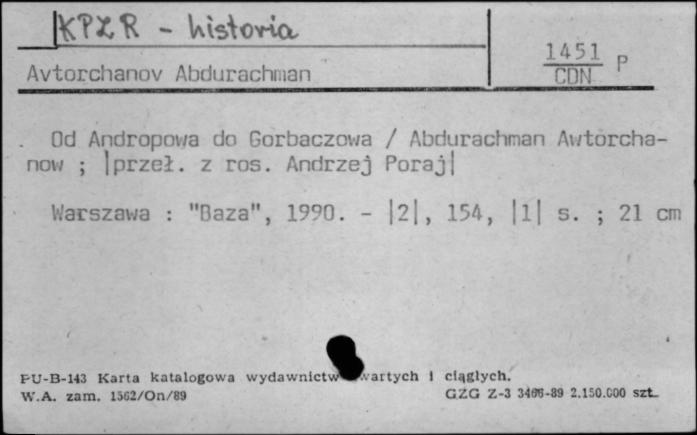 KPZR - historia
Avtorchanov Abdurachman
1451
CDN P
Od Andropowa do Gorbaczowa / Abdurachman Awtorcha-
now ; |przeł. z ros. Andrzej Poraj|
Warszawa : "Baza", 1990. - |2|, 154, |1| s. ; 21 cm
PU-B-143 Karta katalogowa wydawnictw wartych i ciągłych.
W.A. zam. 1562/On/89
GZG Z-3 3466-89 2.150.000 szt.